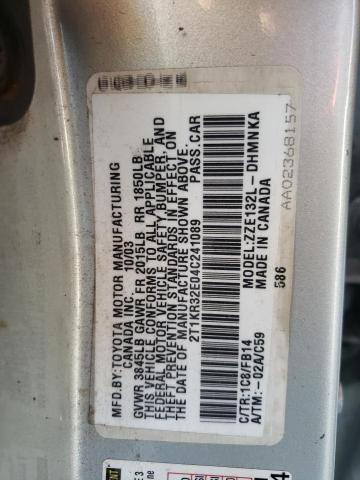 MFD.BY:TOYOTA MOTOR MANUFACTURING
CANADA INC. 10/03
GVWR 3845LB GAWR FR 2015LB RR 1850LB
THIS VEHICLE CONFORMS TO ALL APPLICABLE
FEDERAL MOTOR VEHICLE SAFETY, BUMPER, AND
THEFT PREVENTION STANDARDS IN EFFECT ON
THE DATE OF MANUFACTURE SHOWN ABOVE.
2T1KR32E04C241089 PASS.CAR
C/TR:1C8/FB14 MODEL:ZZE132L-DHMNKA
A/TM:-02A/C59 MADE IN CANADA
586
AA02368157